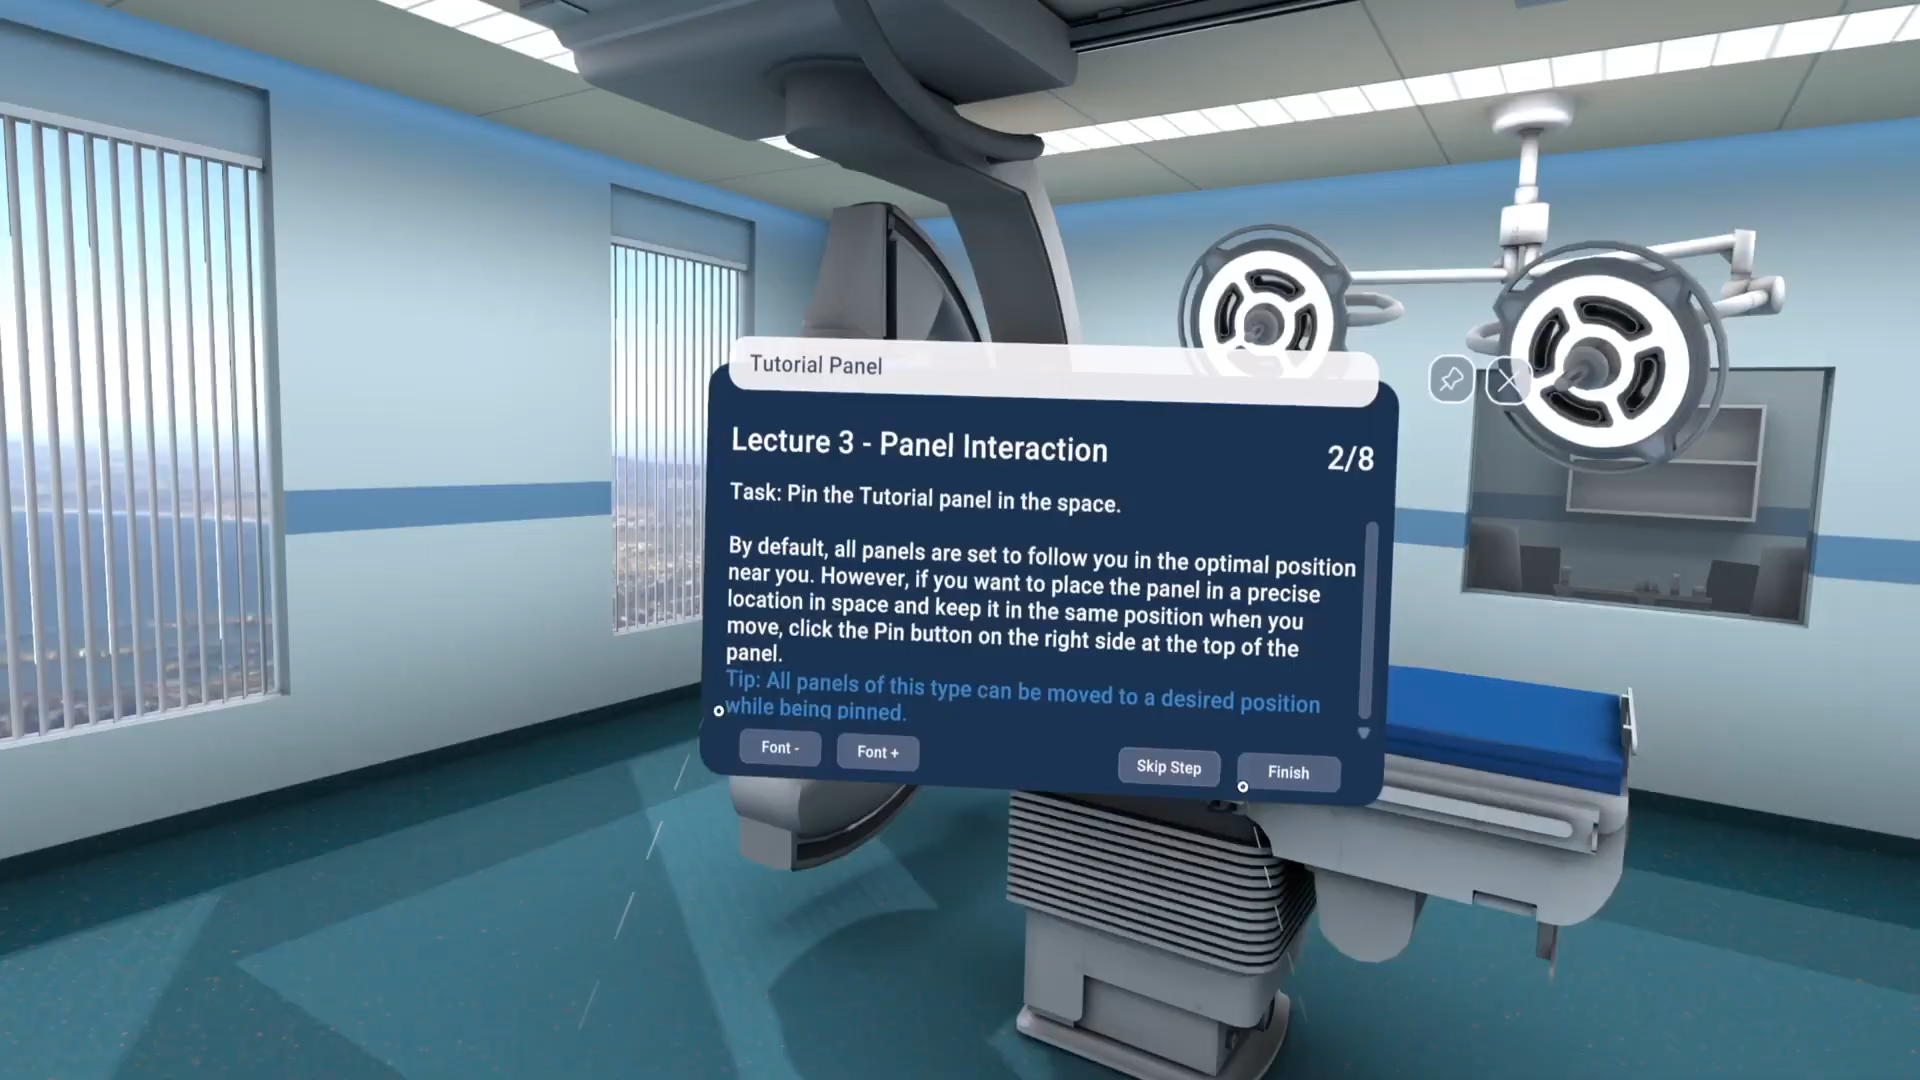 Tutorial Panel
Lecture 3 - Panel Interaction
2/8
Task: Pin the Tutorial panel in the space.
By default, all panels are set to follow you in the optimal position
near you. However, if you want to place the panel in a precise
location in space and keep it in the same position when you
move, click the Pin button on the right side at the top of the
panel.
Tip: All panels of this type can be moved to a desired position
while being pinned.
Font -
Font +
Skip Step
Finish